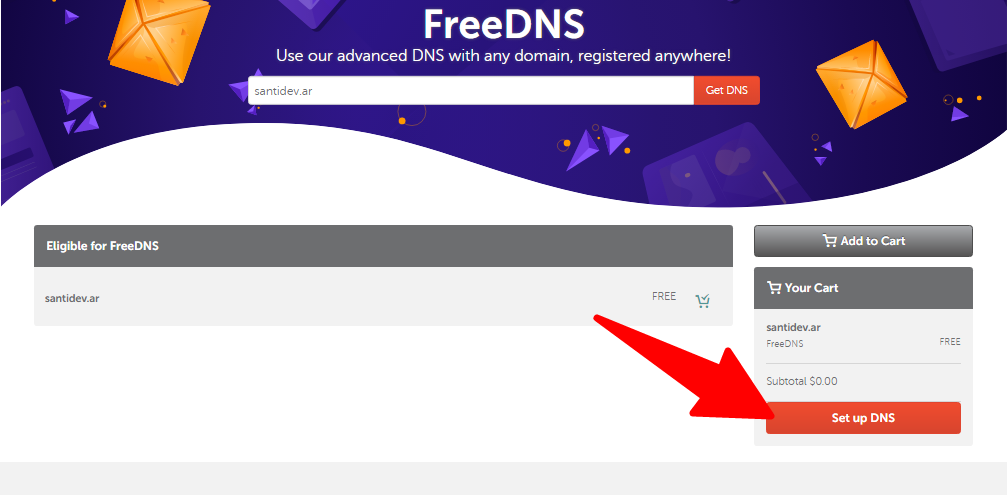 FreeDNS
Use our advanced DNS with any domain, registered anywhere!
santidev.ar
Get DNS
Eligible for FreeDNS
santidev.ar
FREE
Add to Cart
Your Cart
santidev.ar
FreeDNS
FREE
Subtotal $0.00
Set up DNS